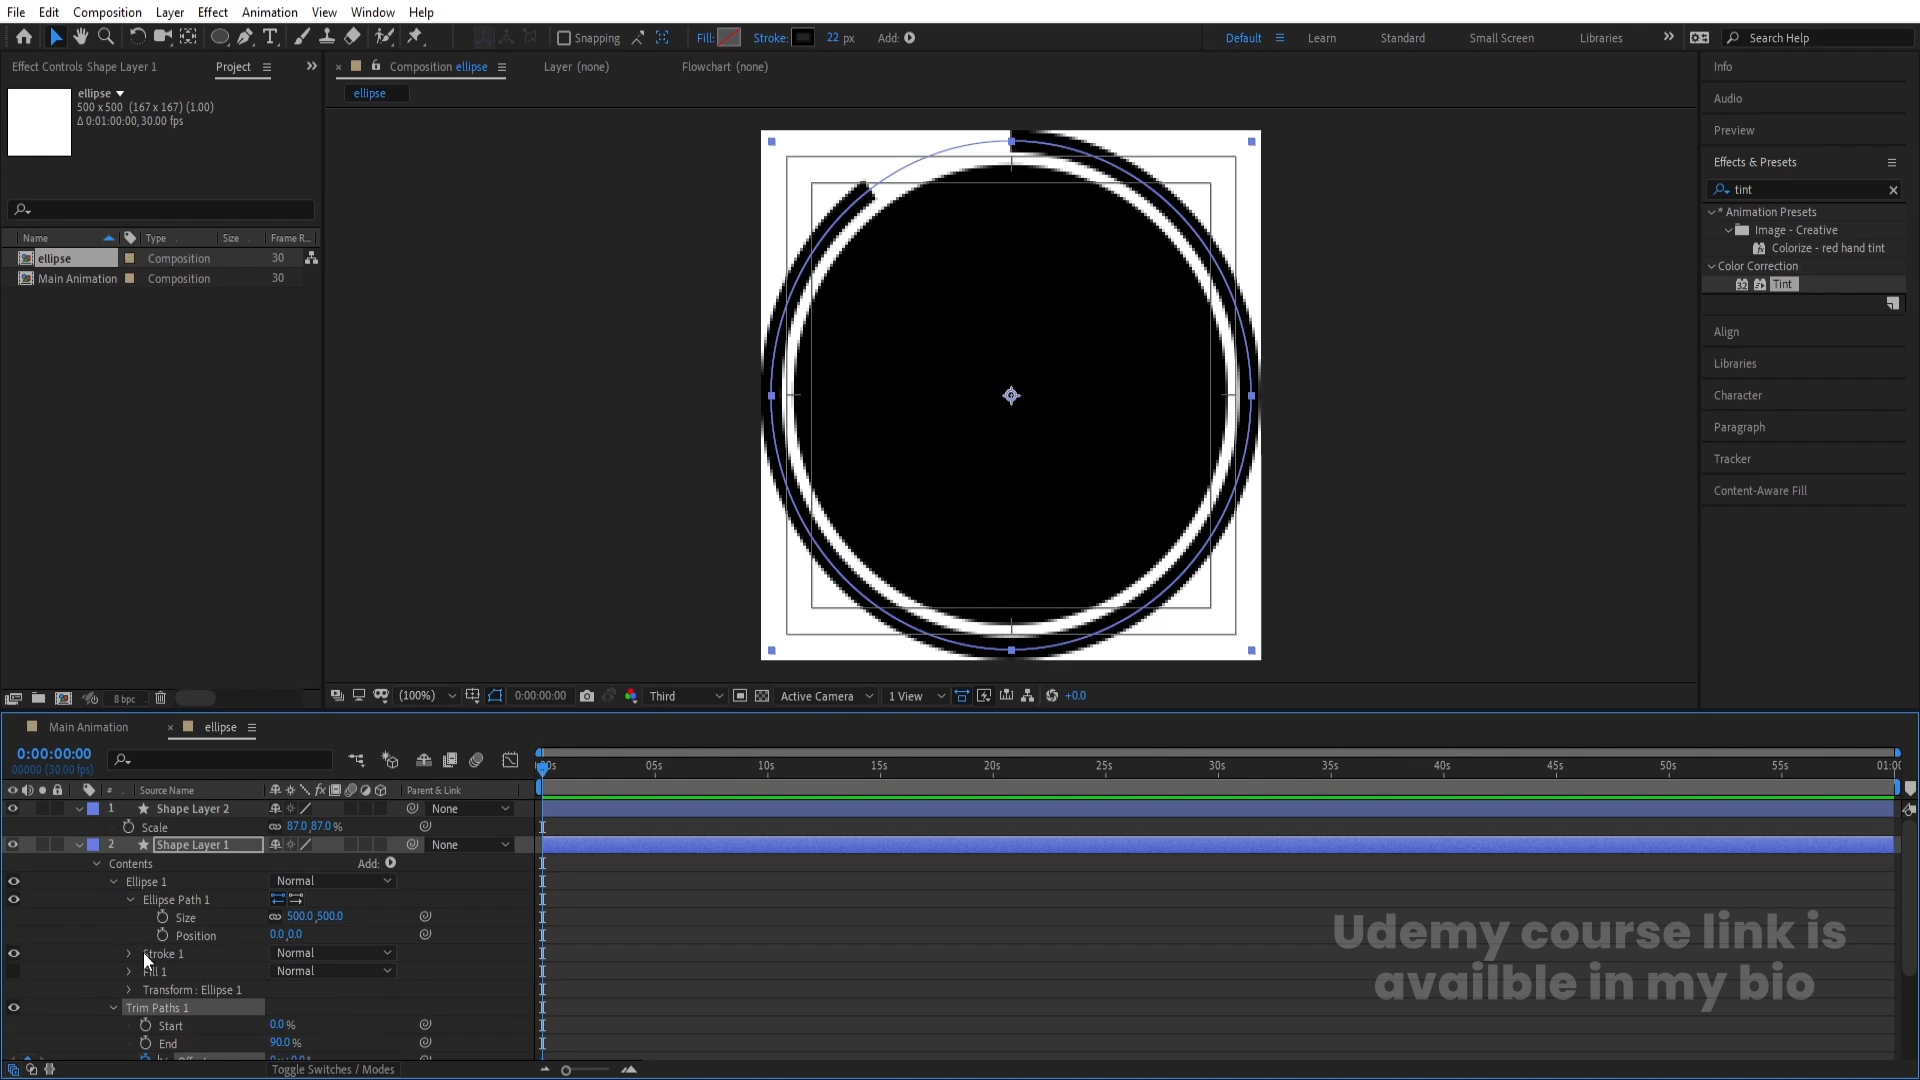 File Edit Composition Layer Effect Animation View Window Help
Snapping Fill: Stroke: 22 px Add: Default Learn Standard Small Screen Libraries Search Help
Effect Controls Shape Layer 1 Project Composition ellipse Layer (none) Flowchart (none) Info
ellipse
ellipse
500 x 500 (167 x 167) (1.00)
Δ 0:01:00:00, 30.00 fps
Audio
Preview
Effects & Presets
tint
* Animation Presets
Image - Creative
Colorize - red hand tint
Color Correction
32 Tint
Align
Libraries
Character
Paragraph
Tracker
Content-Aware Fill
Name Type Size Frame R...
ellipse Composition 30
Main Animation Composition 30
8 bpc (100%) 0:00:00:00 Third Active Camera 1 View +0.0
Main Animation ellipse
0:00:00:00
00000 (30.00 fps)
00s 05s 10s 15s 20s 25s 30s 35s 40s 45s 50s 55s 01:00
# Source Name Parent & Link
1 Shape Layer 2 None
Scale 87.0,87.0 %
2 Shape Layer 1 None
Contents Add:
Ellipse 1 Normal
Ellipse Path 1
Size 500.0,500.0
Position 0.0,0.0
Stroke 1 Normal
Fill 1 Normal
Transform : Ellipse 1
Trim Paths 1
Start 0.0 %
End 90.0 %
Toggle Switches / Modes
Udemy course link is
availble in my bio